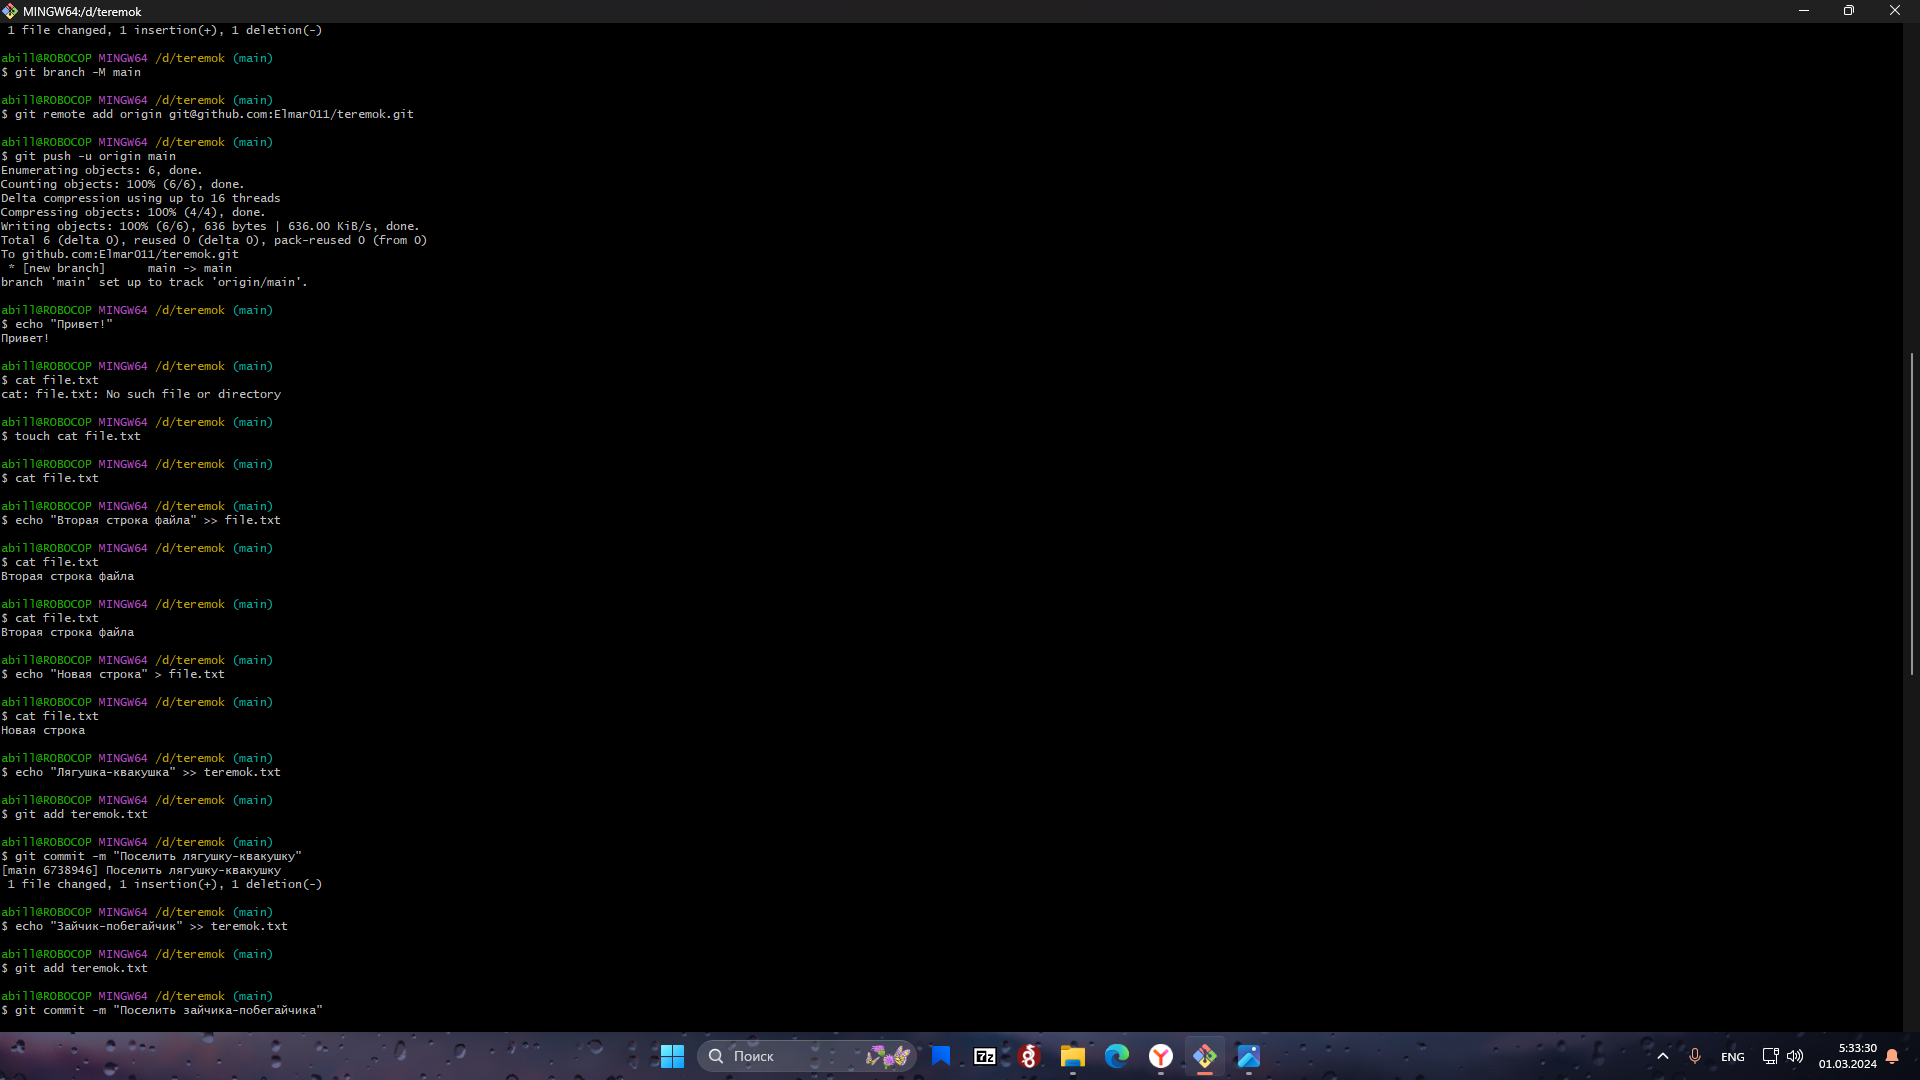 MINGW64:/d/teremok
1 file changed, 1 insertion(+), 1 deletion(-)
abill@ROBOCOP MINGW64 /d/teremok (main)
$ git branch -M main
abill@ROBOCOP MINGW64 /d/teremok (main)
$ git remote add origin git@github.com:Elmar011/teremok.git
abill@ROBOCOP MINGW64 /d/teremok (main)
$ git push -u origin main
Enumerating objects: 6, done.
Counting objects: 100% (6/6), done.
Delta compression using up to 16 threads
Compressing objects: 100% (4/4), done.
Writing objects: 100% (6/6), 636 bytes | 636.00 KiB/s, done.
Total 6 (delta 0), reused 0 (delta 0), pack-reused 0 (from 0)
To github.com:Elmar011/teremok.git
* [new branch]      main -> main
branch 'main' set up to track 'origin/main'.
abill@ROBOCOP MINGW64 /d/teremok (main)
$ echo "Привет!"
Привет!
abill@ROBOCOP MINGW64 /d/teremok (main)
$ cat file.txt
cat: file.txt: No such file or directory
abill@ROBOCOP MINGW64 /d/teremok (main)
$ touch cat file.txt
abill@ROBOCOP MINGW64 /d/teremok (main)
$ cat file.txt
abill@ROBOCOP MINGW64 /d/teremok (main)
$ echo "Вторая строка файла" >> file.txt
abill@ROBOCOP MINGW64 /d/teremok (main)
$ cat file.txt
Вторая строка файла
abill@ROBOCOP MINGW64 /d/teremok (main)
$ cat file.txt
Вторая строка файла
abill@ROBOCOP MINGW64 /d/teremok (main)
$ echo "Новая строка" > file.txt
abill@ROBOCOP MINGW64 /d/teremok (main)
$ cat file.txt
Новая строка
abill@ROBOCOP MINGW64 /d/teremok (main)
$ echo "Лягушка-квакушка" >> teremok.txt
abill@ROBOCOP MINGW64 /d/teremok (main)
$ git add teremok.txt
abill@ROBOCOP MINGW64 /d/teremok (main)
$ git commit -m "Поселить лягушку-квакушку"
[main 6738946] Поселить лягушку-квакушку
1 file changed, 1 insertion(+), 1 deletion(-)
abill@ROBOCOP MINGW64 /d/teremok (main)
$ echo "Зайчик-побегайчик" >> teremok.txt
abill@ROBOCOP MINGW64 /d/teremok (main)
$ git add teremok.txt
abill@ROBOCOP MINGW64 /d/teremok (main)
$ git commit -m "Поселить зайчика-побегайчика"
Поиск
7z
ENG
5:33:30
01.03.2024